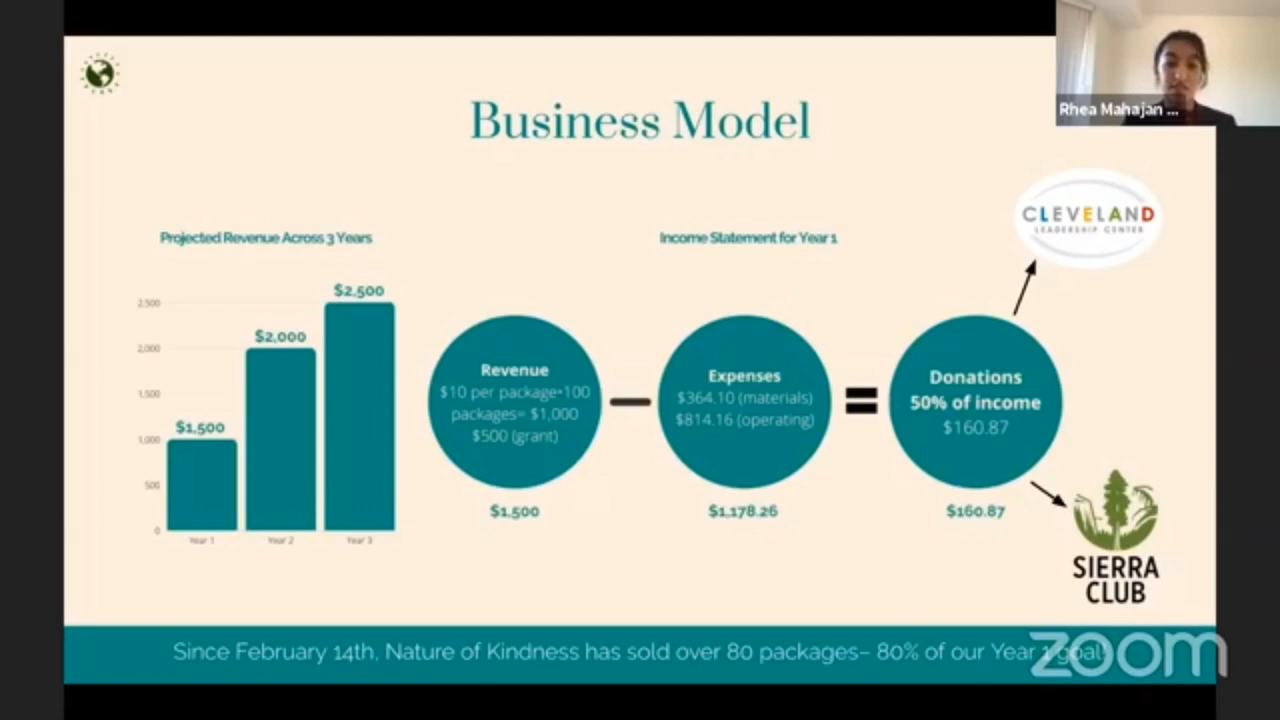 Business Model
Rhea Mahajan ...
CLEVELAND
LEADERSHIP CENTER
Projected Revenue Across 3 Years
Income Statement for Year 1
2,500
2,000
1,500
1,000
500
0
$1,500
$2,000
$2,500
Year 1
Year 2
Year 3
Revenue
$10 per package*100
packages= $1,000
$500 (grant)
$1,500
Expenses
$364.10 (materials)
$814.16 (operating)
$1,178.26
Donations
50% of income
$160.87
$160.87
SIERRA
CLUB
Since February 14th, Nature of Kindness has sold over 80 packages– 80% of our Year 1 goal
zoom